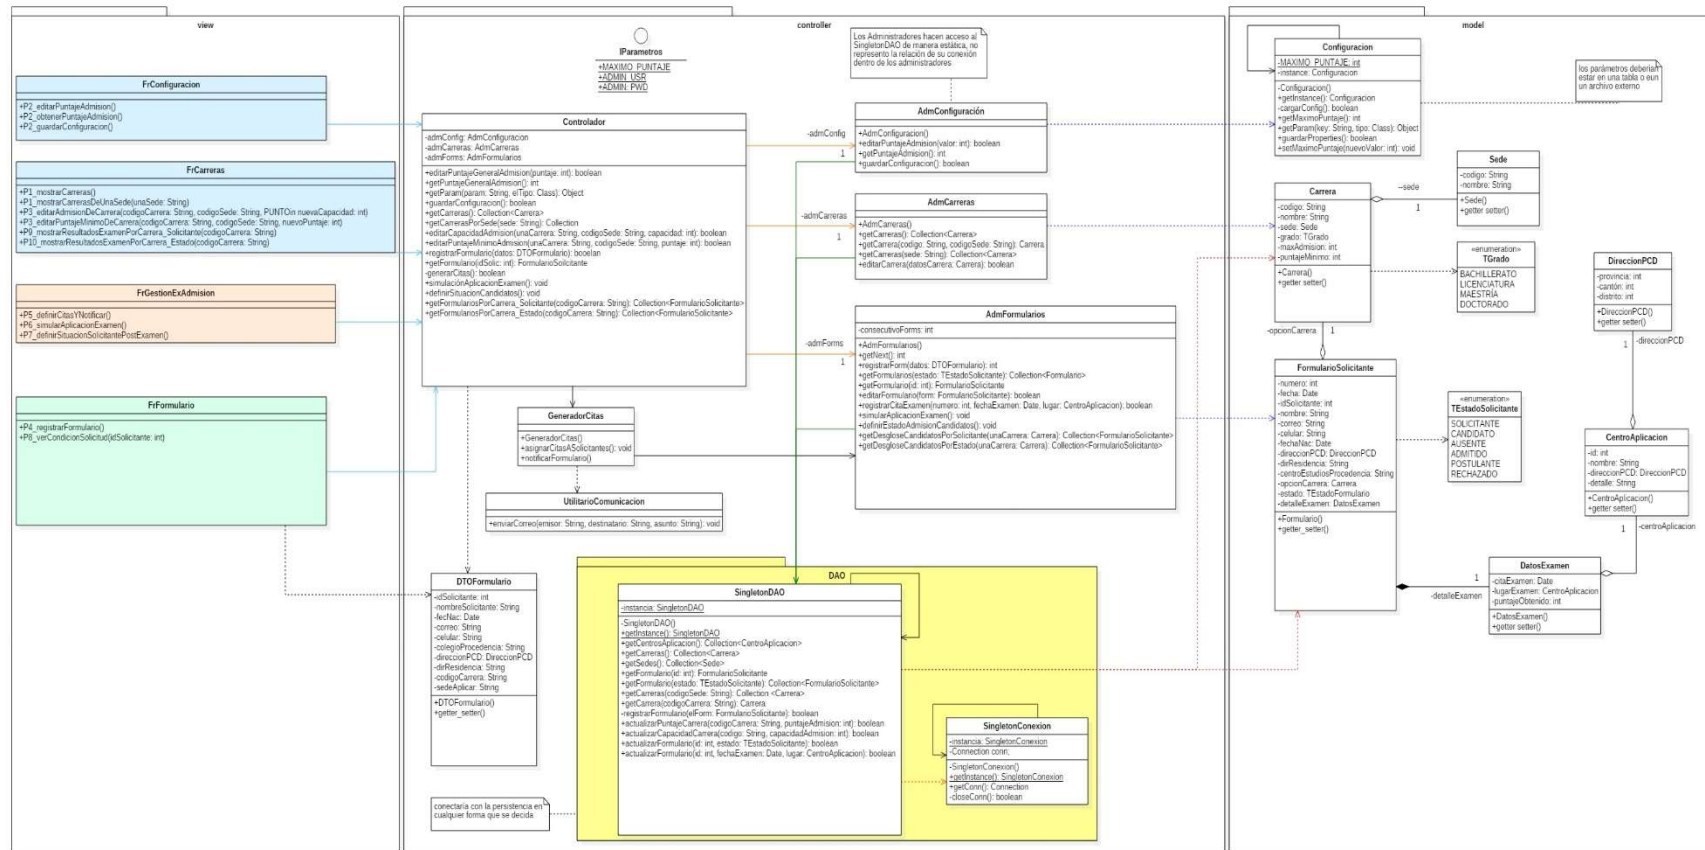 view
FrConfiguracion
+P2_editarPuntajeAdmision()
+P2_obtenerPuntajeAdmision()
+P2_guardarConfiguracion()
FrCarreras
+P1_mostrarCarreras()
+P1_mostrarCarrerasDeUnaSede(unaSede: String)
+P3_editarAdmisionDeCarrera(codigoCarrera: String, codigoSede: String, PUNTOin nuevaCapacidad: int)
+P3_editarPuntajeMinimoDeCarrera(codigoCarrera: String, codigoSede: String, nuevoPuntaje: int)
+P9_mostrarResultadosExamenPorCarrera_Solicitante(codigoCarrera: String)
+P10_mostrarResultadosExamenPorCarrera_Estado(codigoCarrera: String)
FrGestionExAdmision
+P5_definirCitasYNotificar()
+P6_simularAplicacionExamen()
+P7_definirSituacionSolicitantePostExamen()
FrFormulario
+P4_registrarFormulario()
+P8_verCondicionSolicitud(idSolicitante: int)
controller
IParametros
+MAXIMO_PUNTAJE
+ADMIN_USR
+ADMIN_PWD
Los Administradores hacen acceso al
SingletonDAO de manera estática, no
represento la relación de su conexión
dentro de los administradores
Controlador
-admConfig: AdmConfiguracion
-admCarreras: AdmCarreras
-admForms: AdmFormularios
+editarPuntajeGeneralAdmision(puntaje: int): boolean
+getPuntajeGeneralAdmision(): int
+getParam(param: String, elTipo: Class): Object
+guardarConfiguracion(): boolean
+getCarreras(): Collection<Carrera>
+getCarrerasPorSede(sede: String): Collection
+editarCapacidadAdmision(unaCarrera: String, codigoSede: String, capacidad: int): boolean
+editarPuntajeMinimoAdmision(unaCarrera: String, codigoSede: String, puntaje: int): boolean
+registrarFormulario(datos: DTOFormulario): boolean
+getFormulario(idSolic: int): FormularioSolicitante
-generarCitas(): boolean
+simulaciónAplicacionExamen(): void
+definirSituacionCandidatos(): void
+getFormulariosPorCarrera_Solicitante(codigoCarrera: String): Collection<FormularioSolicitante>
+getFormulariosPorCarrera_Estado(codigoCarrera: String): Collection<FormularioSolicitante>
-admConfig
1
-admCarreras
1
-admForms
1
AdmConfiguración
+AdmConfiguracion()
+editarPuntajeAdmision(valor: int): boolean
+getPuntajeAdmision(): int
+guardarConfiguracion(): boolean
AdmCarreras
+AdmCarreras()
+getCarreras(): Collection<Carrera>
+getCarrera(codigo: String, codigoSede: String): Carrera
+getCarreras(sede: String): Collection<Carrera>
+editarCarrera(datosCarrera: Carrera): boolean
AdmFormularios
-consecutivoForms: int
+AdmFormularios()
+getNext(): int
+registrarForm(datos: DTOFormulario): int
+getFormularios(estado: TEstadoSolicitante): Collection<Formulario>
+getFormulario(id: int): FormularioSolicitante
+editarFormulario(form: FormularioSolicitante): boolean
+registrarCitaExamen(numero: int, fechaExamen: Date, lugar: CentroAplicacion): boolean
+simularAplicacionExamen(): void
+definirEstadoAdmisionCandidatos(): void
+getDesgloseCandidatosPorSolicitante(unaCarrera: Carrera): Collection<FormularioSolicitante>
+getDesgloseCandidatosPorEstado(unaCarrera: Carrera): Collection<FormularioSolicitante>
GeneradorCitas
+GeneradorCitas()
+asignarCitasASolicitantes(): void
+notificarFormulario()
UtilitarioComunicacion
+enviarCorreo(emisor: String, destinatario: String, asunto: String): void
DTOFormulario
-idSolicitante: int
-nombreSolicitante: String
-fecNac: Date
-correo: String
-celular: String
-colegioProcedencia: String
-direccionPCD: DireccionPCD
-dirResidencia: String
-codigoCarrera: String
-sedeAplicar: String
+DTOFormulario()
+getter_setter()
conectaría con la persistencia en
cualquier forma que se decida
DAO
SingletonDAO
-instancia: SingletonDAO
-SingletonDAO()
+getInstance(): SingletonDAO
+getCentrosAplicacion(): Collection<CentroAplicacion>
+getCarreras(): Collection<Carrera>
+getSedes(): Collection<Sede>
+getFormulario(id: int): FormularioSolicitante
+getFormulario(estado: TEstadoSolicitante): Collection<FormularioSolicitante>
+getCarreras(codigoSede: String): Collection <Carrera>
+getCarrera(codigoCarrera: String): Carrera
-registrarFormulario(elForm: FormularioSolicitante): boolean
+actualizarPuntajeCarrera(codigoCarrera: String, puntajeAdmision: int): boolean
+actualizarCapacidadCarrera(codigo: String, capacidadAdmision: int): boolean
+actualizarFormulario(id: int, estado: TEstadoSolicitante): boolean
+actualizarFormulario(id: int, fechaExamen: Date, lugar: CentroAplicacion): boolean
SingletonConexion
-instancia: SingletonConexion
-Connection conn;
-SingletonConexion()
+getInstance(): SingletonConexion
+getConn(): Connection
-closeConn(): boolean
model
Configuracion
-MAXIMO_PUNTAJE: int
-instance: Configuracion
-Configuracion()
+getInstance(): Configuracion
-cargarConfig(): boolean
+getMaximoPuntaje(): int
+getParam(key: String, tipo: Class): Object
+guardarProperties(): boolean
+setMaximoPuntaje(nuevoValor: int): void
los parámetros deberían
estar en una tabla o eun
un archivo externo
Sede
-codigo: String
-nombre: String
+Sede()
+getter setter()
--sede
1
Carrera
-codigo: String
-nombre: String
-sede: Sede
-grado: TGrado
-maxAdmision: int
-puntajeMinimo: int
+Carrera()
+getter setter()
«enumeration»
TGrado
BACHILLERATO
LICENCIATURA
MAESTRÍA
DOCTORADO
DireccionPCD
-provincia: int
-cantón: int
-distrito: int
+DireccionPCD()
+getter setter()
-opcionCarrera
1
1
-direccionPCD
FormularioSolicitante
-numero: int
-fecha: Date
-idSolicitante: int
-nombre: String
-correo: String
-celular: String
-fechaNac: Date
-direccionPCD: DireccionPCD
-dirResidencia: String
-centroEstudiosProcedencia: String
-opcionCarrera: Carrera
-estado: TEstadoFormulario
-detalleExamen: DatosExamen
+Formulario()
+getter_setter()
«enumeration»
TEstadoSolicitante
SOLICITANTE
CANDIDATO
AUSENTE
ADMITIDO
POSTULANTE
RECHAZADO
CentroAplicacion
-id: int
-nombre: String
-direccionPCD: DireccionPCD
-detalle: String
+CentroAplicacion()
+getter setter()
1
-centroAplicacion
1
-detalleExamen
DatosExamen
-citaExamen: Date
-lugarExamen: CentroAplicacion
-puntajeObtenido: int
+DatosExamen()
+getter setter()